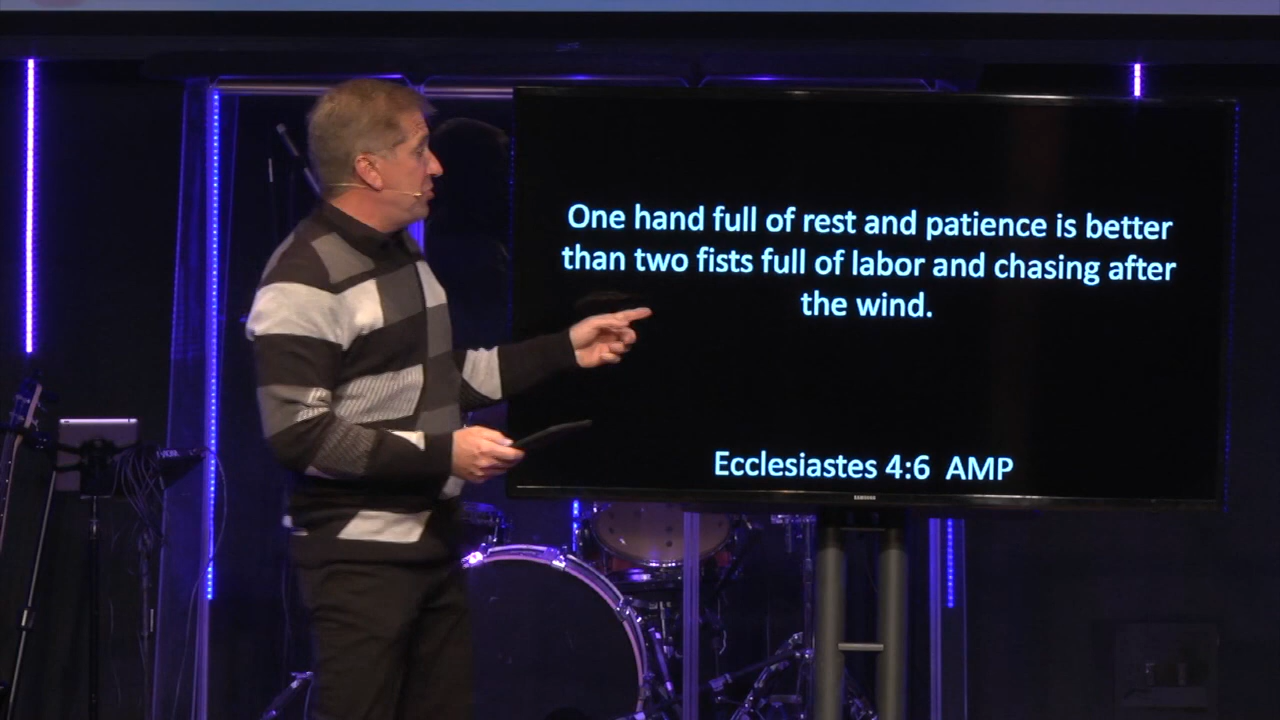 One hand full of rest and patience is better
than two fists full of labor and chasing after
the wind.
Ecclesiastes 4:6 AMP
SAMSUNG